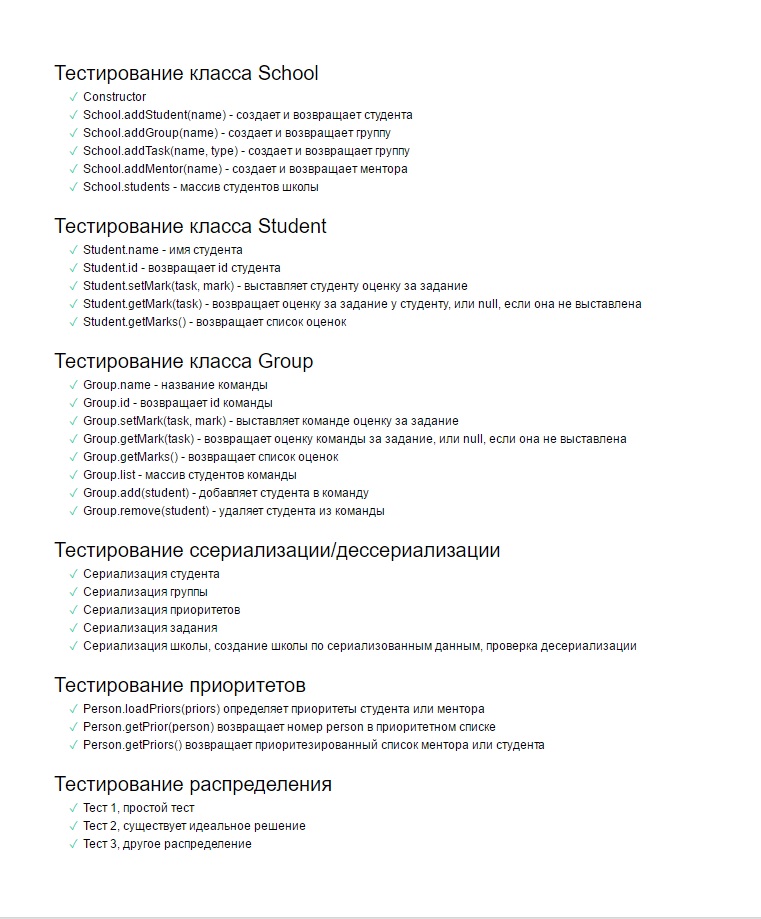 Тестирование класса School
✓ Constructor
✓ School.addStudent(name) - создает и возвращает студента
✓ School.addGroup(name) - создает и возвращает группу
✓ School.addTask(name, type) - создает и возвращает группу
✓ School.addMentor(name) - создает и возвращает ментора
✓ School.students - массив студентов школы
Тестирование класса Student
✓ Student.name - имя студента
✓ Student.id - возвращает id студента
✓ Student.setMark(task, mark) - выставляет студенту оценку за задание
✓ Student.getMark(task) - возвращает оценку за задание у студенту, или null, если она не выставлена
✓ Student.getMarks() - возвращает список оценок
Тестирование класса Group
✓ Group.name - название команды
✓ Group.id - возвращает id команды
✓ Group.setMark(task, mark) - выставляет команде оценку за задание
✓ Group.getMark(task) - возвращает оценку команды за задание, или null, если она не выставлена
✓ Group.getMarks() - возвращает список оценок
✓ Group.list - массив студентов команды
✓ Group.add(student) - добавляет студента в команду
✓ Group.remove(student) - удаляет студента из команды
Тестирование ссериализации/дессериализации
✓ Сериализация студента
✓ Сериализация группы
✓ Сериализация приоритетов
✓ Сериализация задания
✓ Сериализация школы, создание школы по сериализованным данным, проверка десериализации
Тестирование приоритетов
✓ Person.loadPriors(priors) определяет приоритеты студента или ментора
✓ Person.getPrior(person) возвращает номер person в приоритетном списке
✓ Person.getPriors() возвращает приоритезированный список ментора или студента
Тестирование распределения
✓ Тест 1, простой тест
✓ Тест 2, существует идеальное решение
✓ Тест 3, другое распределение